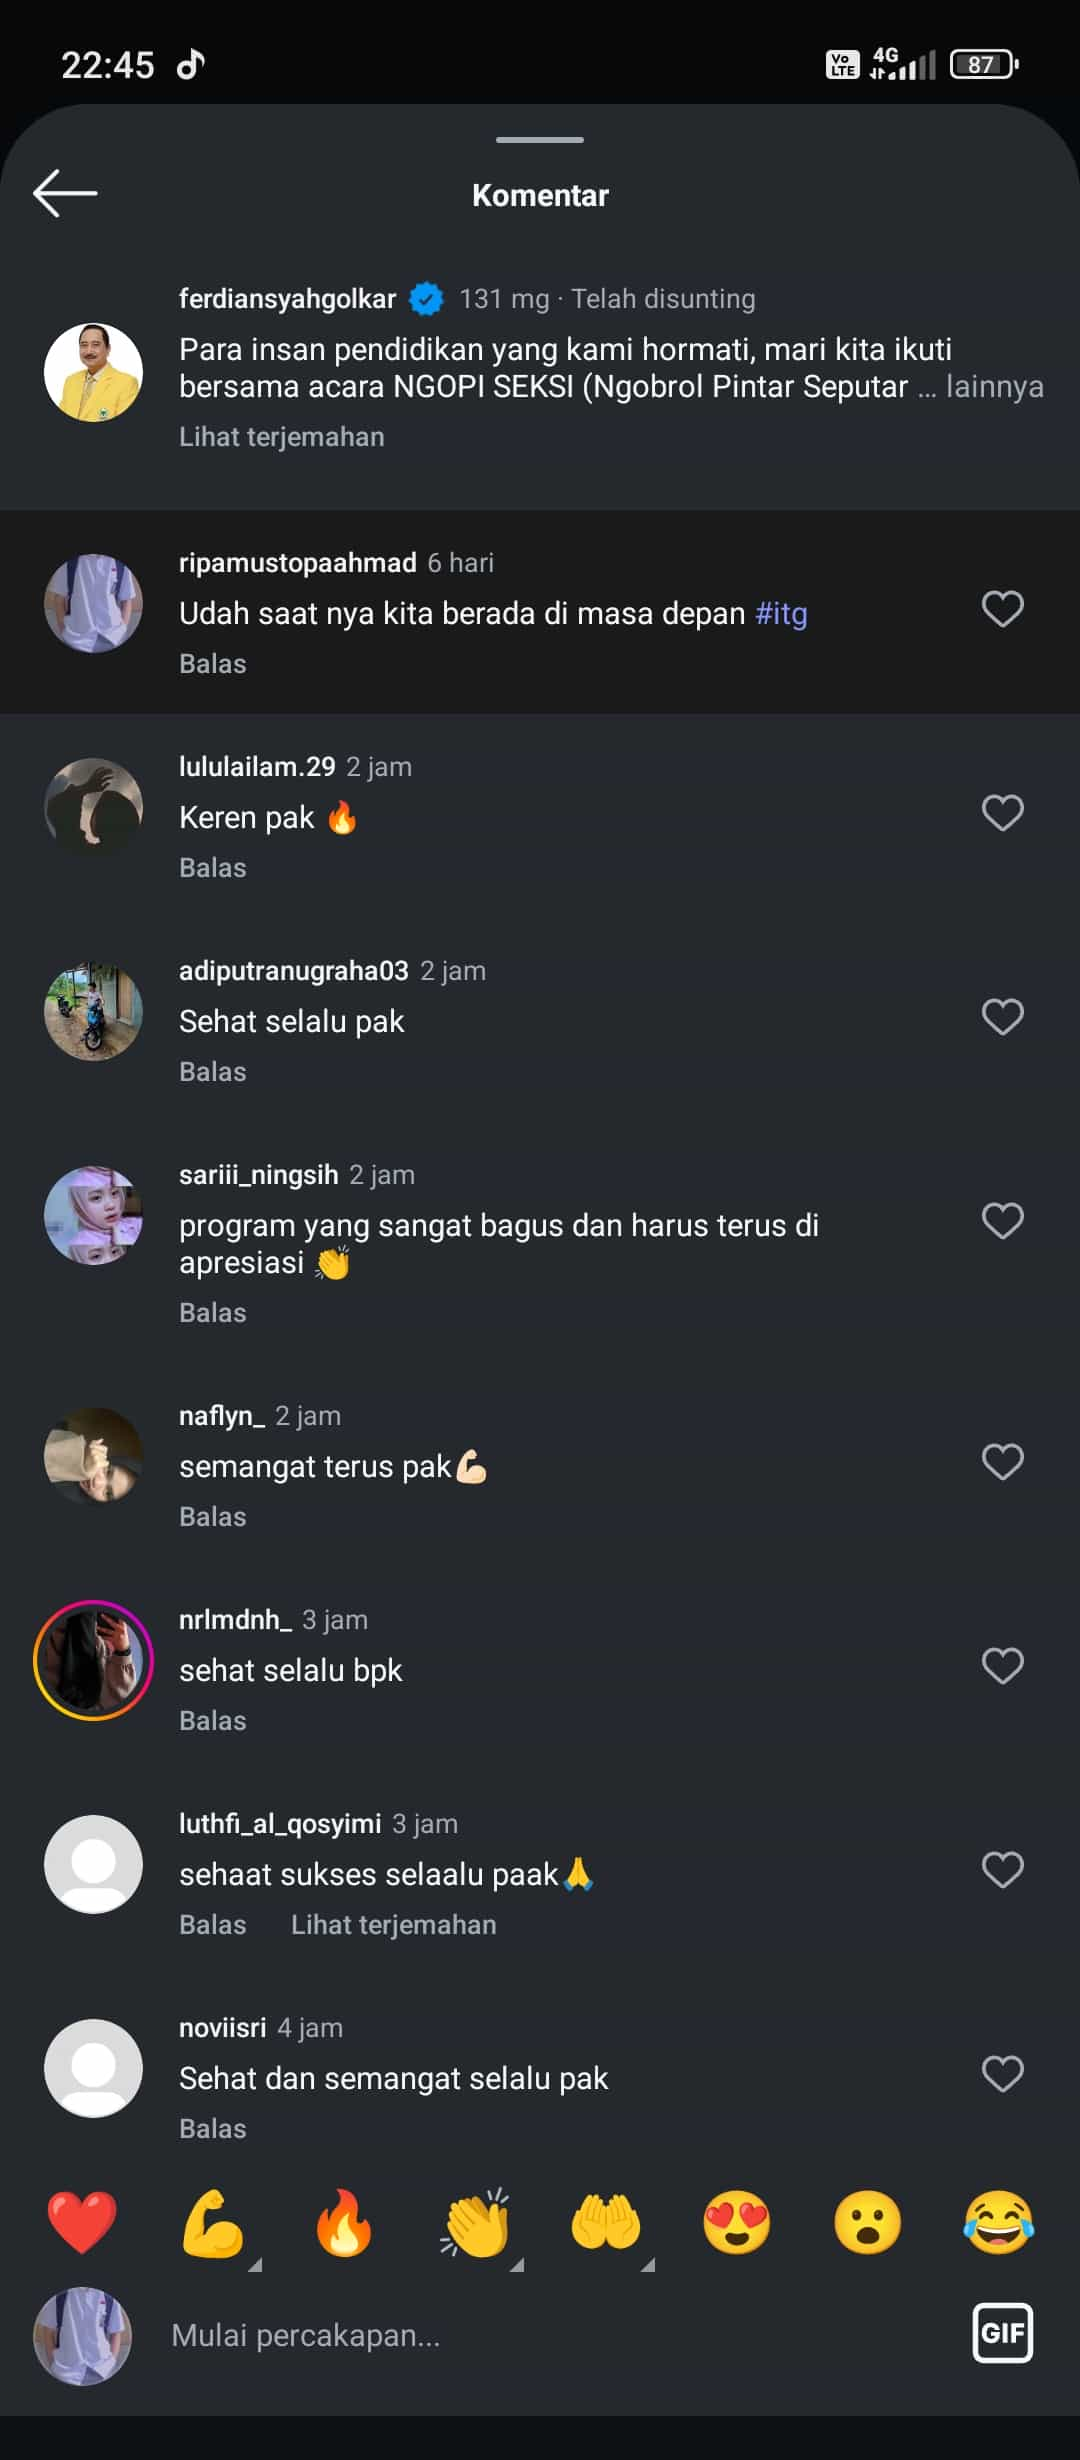 22:45
Vo LTE 4G 87
Komentar
ferdiansyahgolkar 131 mg · Telah disunting
Para insan pendidikan yang kami hormati, mari kita ikuti
bersama acara NGOPI SEKSI (Ngobrol Pintar Seputar ... lainnya
Lihat terjemahan
ripamustopaahmad 6 hari
Udah saat nya kita berada di masa depan #itg
Balas
lululailam.29 2 jam
Keren pak 🔥
Balas
adiputranugraha03 2 jam
Sehat selalu pak
Balas
sariii_ningsih 2 jam
program yang sangat bagus dan harus terus di
apresiasi 👏
Balas
naflyn_ 2 jam
semangat terus pak💪🏻
Balas
nrlmdnh_ 3 jam
sehat selalu bpk
Balas
luthfi_al_qosyimi 3 jam
sehaat sukses selaalu paak🙏
Balas Lihat terjemahan
noviisri 4 jam
Sehat dan semangat selalu pak
Balas
❤️ 💪 🔥 👏 🤲 😍 😮 😂
Mulai percakapan...
GIF